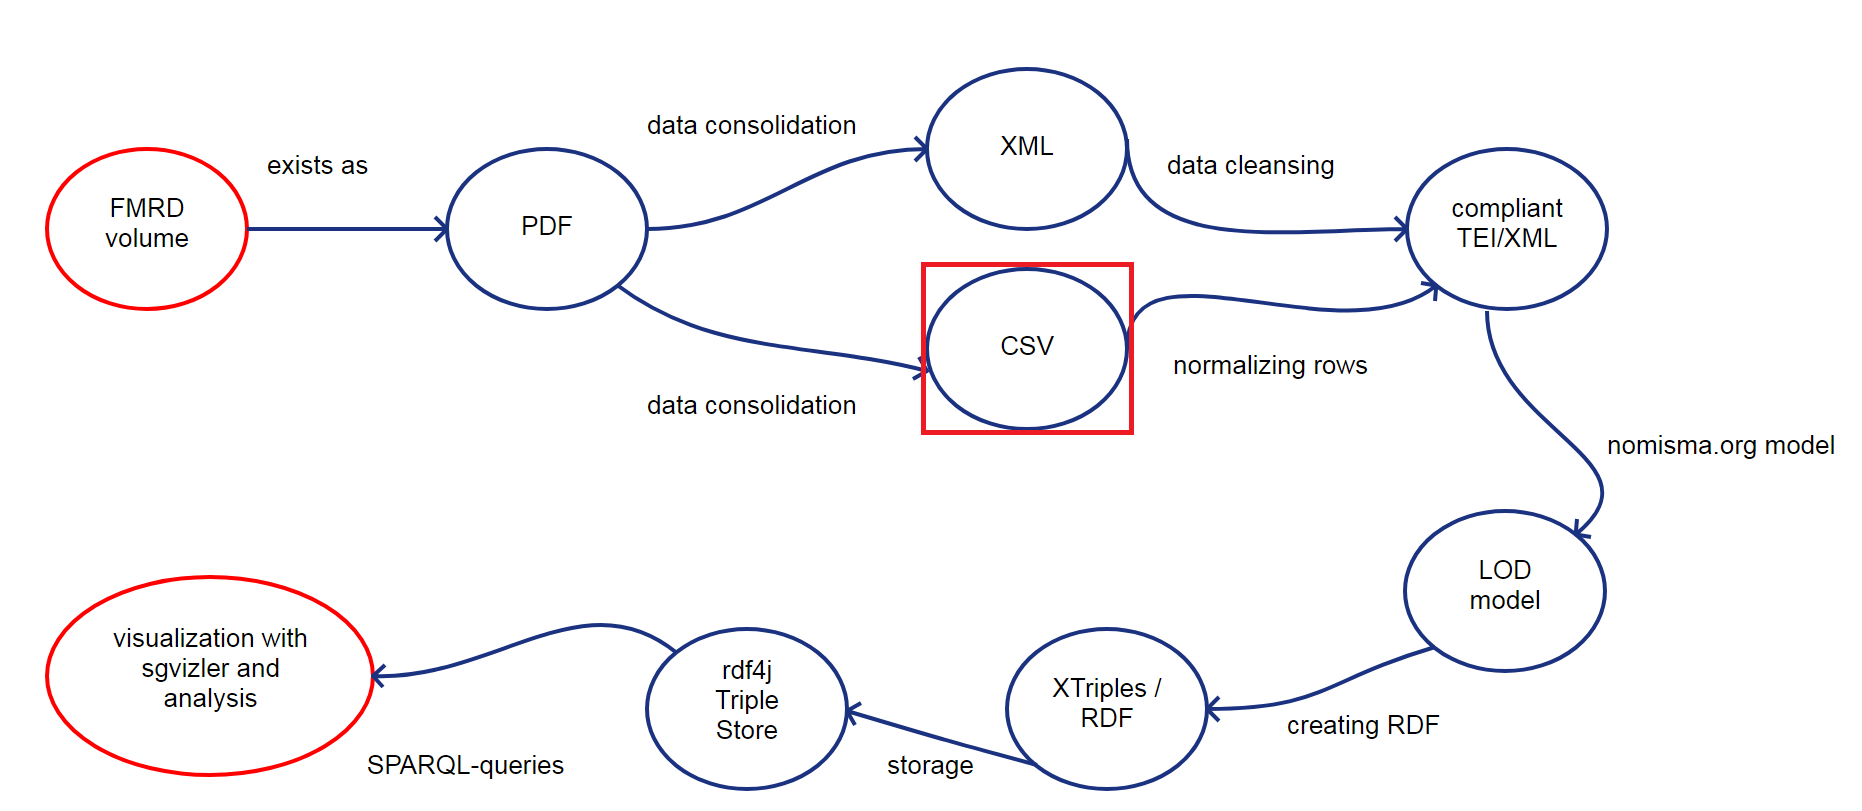 data consolidation
XML
exists as
data cleansing
FMRD
volume
PDF
compliant
TEI/XML
CSV
normalizing rows
data consolidation
nomisma.org model
LOD
model
visualization with
sgvizler and
analysis
rdf4j
Triple
Store
XTriples /
RDF
creating RDF
SPARQL-queries
storage